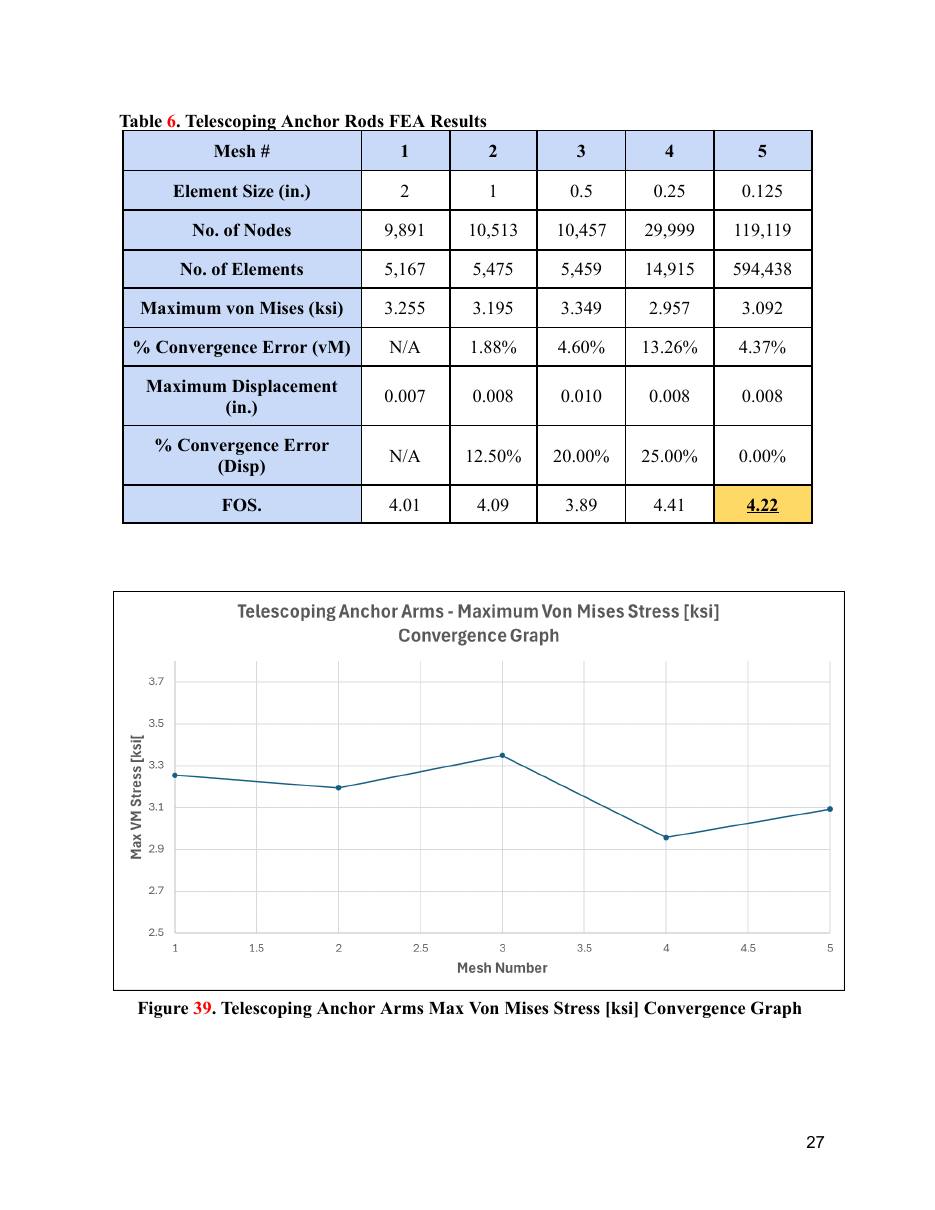 Table 6. Telescoping Anchor Rods FEA Results
Mesh # 1 2 3 4 5
Element Size (in.) 2 1 0.5 0.25 0.125
No. of Nodes 9,891 10,513 10,457 29,999 119,119
No. of Elements 5,167 5,475 5,459 14,915 594,438
Maximum von Mises (ksi) 3.255 3.195 3.349 2.957 3.092
% Convergence Error (vM) N/A 1.88% 4.60% 13.26% 4.37%
Maximum Displacement
(in.) 0.007 0.008 0.010 0.008 0.008
% Convergence Error
(Disp) N/A 12.50% 20.00% 25.00% 0.00%
FOS. 4.01 4.09 3.89 4.41 4.22
Telescoping Anchor Arms - Maximum Von Mises Stress [ksi]
Convergence Graph
Max VM Stress [ksi[
3.7
3.5
3.3
3.1
2.9
2.7
2.5
1 1.5 2 2.5 3 3.5 4 4.5 5
Mesh Number
Figure 39. Telescoping Anchor Arms Max Von Mises Stress [ksi] Convergence Graph
27